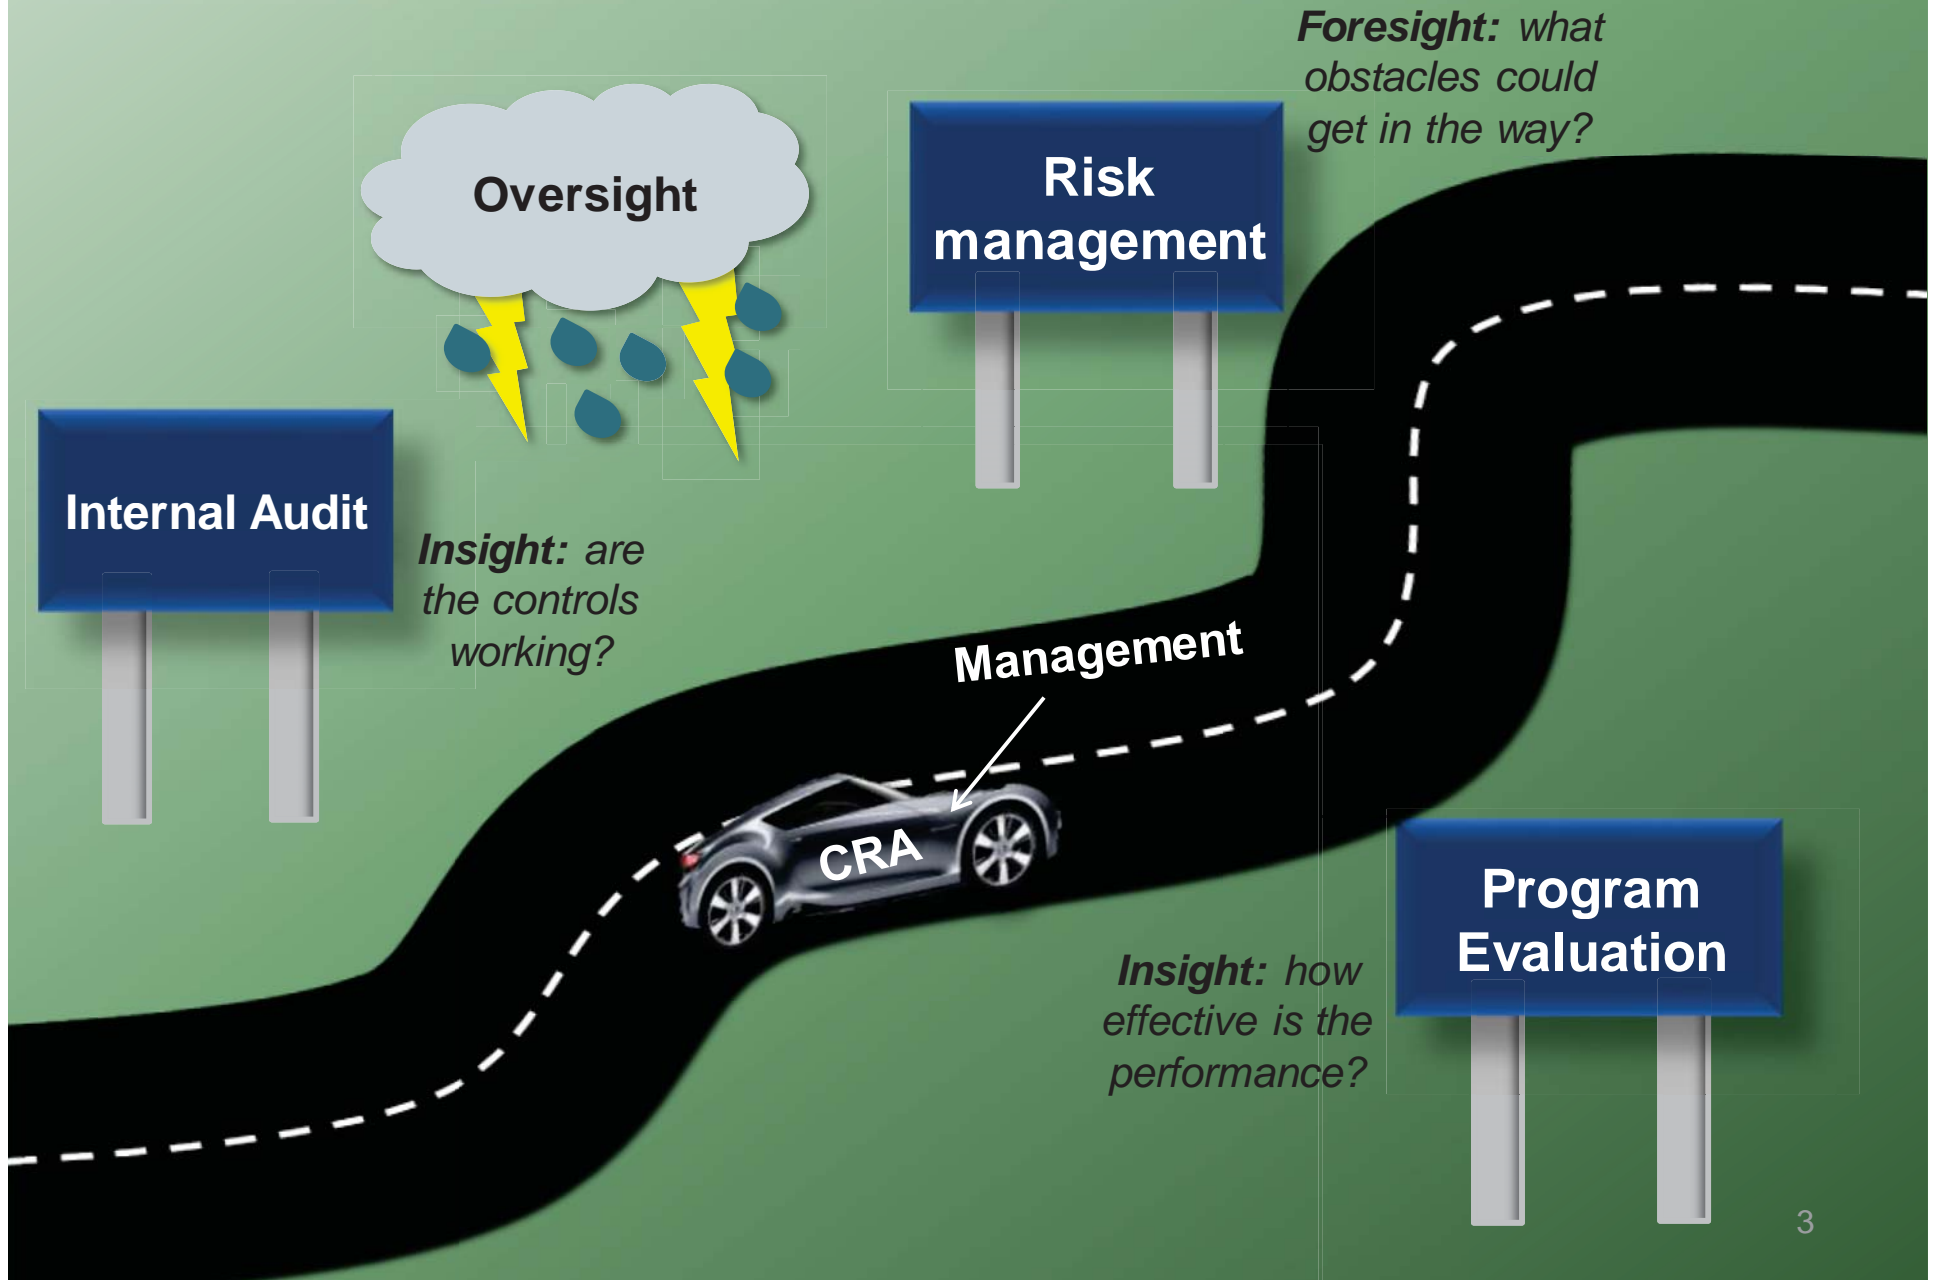 Foresight: what
obstacles could
get in the way?
Oversight
Risk
management
Internal Audit
Insight: are
the controls
working?
Management
CRA
Program
Evaluation
Insight: how
effective is the
performance?
3